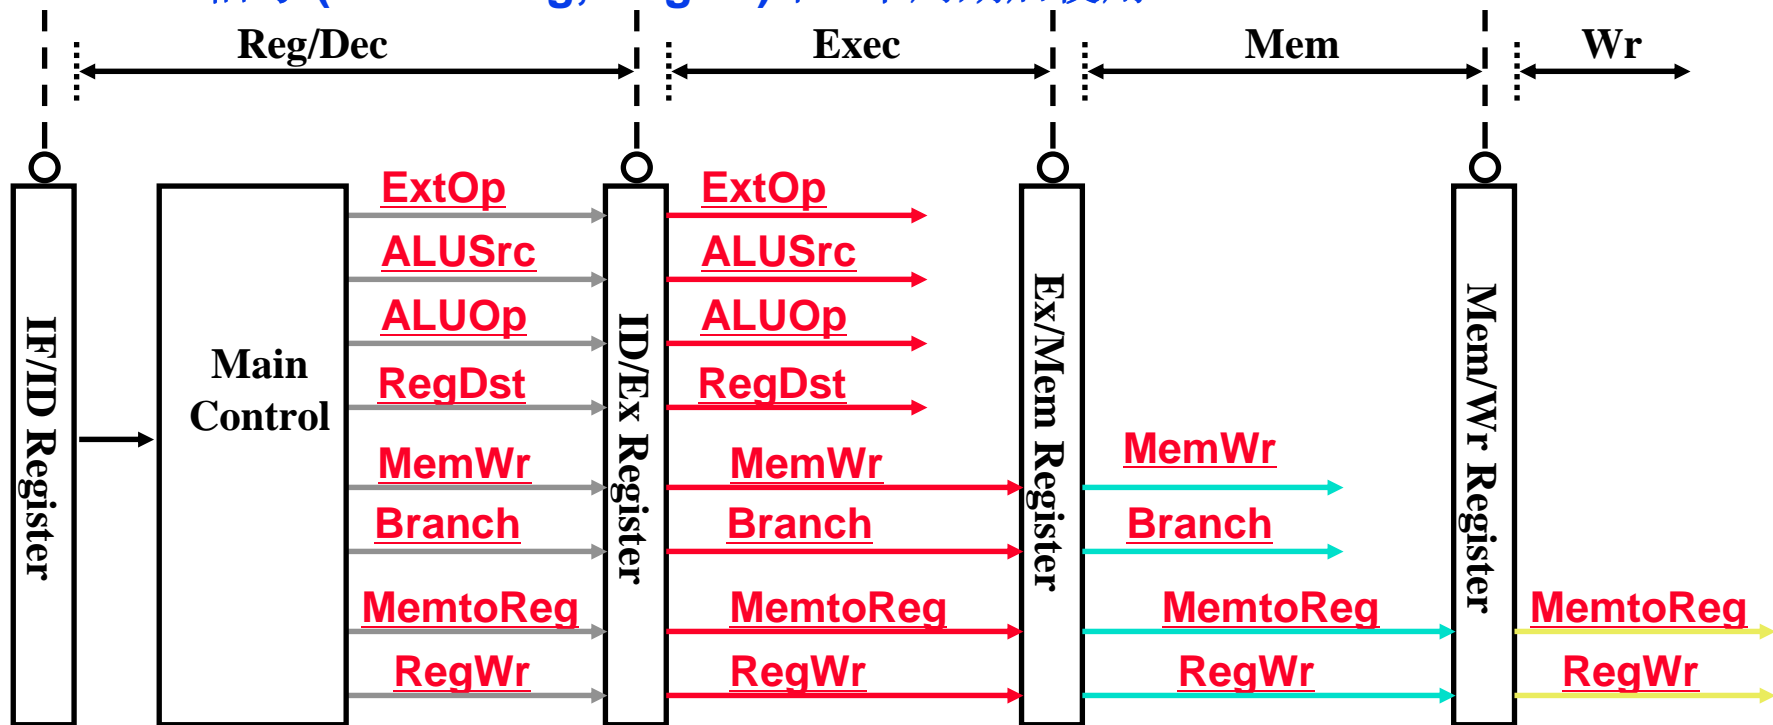 Reg/Dec Exec Mem Wr
ExtOp ExtOp
ALUSrc ALUSrc
ALUOp ALUOp
RegDst RegDst
MemWr MemWr MemWr
Branch Branch Branch
MemtoReg MemtoReg MemtoReg MemtoReg
RegWr RegWr RegWr RegWr
IF/ID Register
Main
Control
ID/Ex Register
Ex/Mem Register
Mem/Wr Register